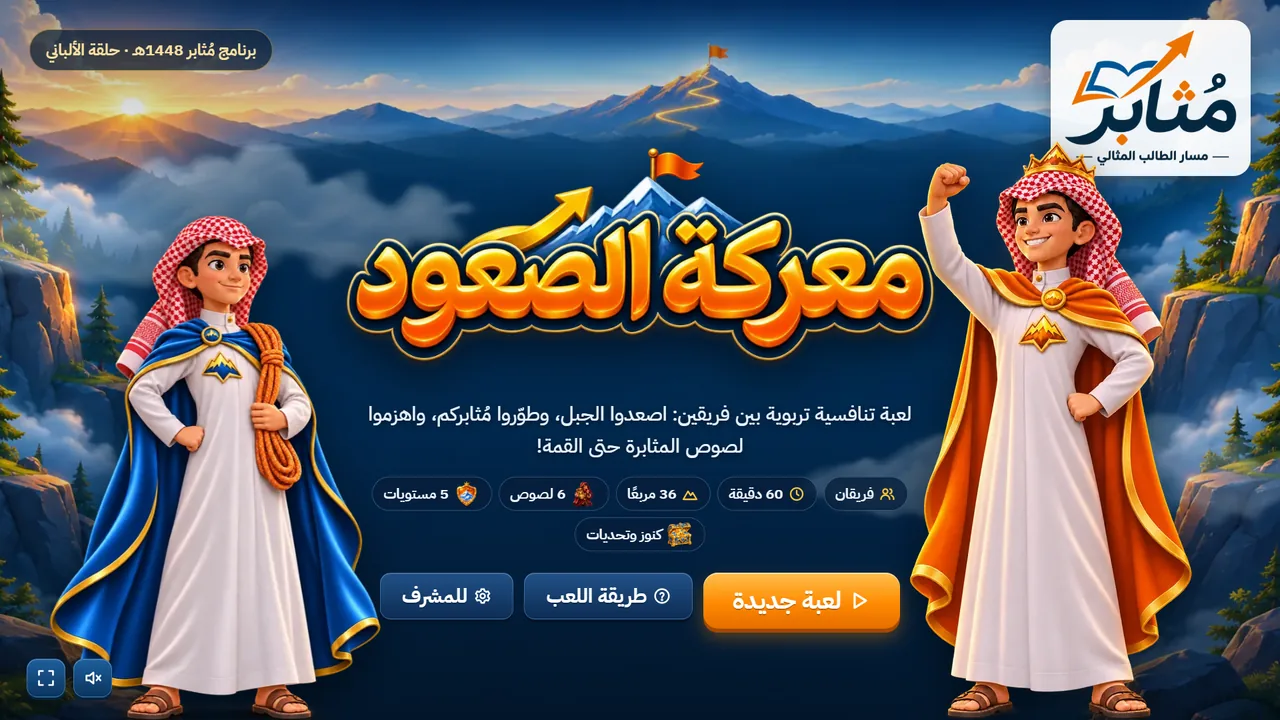 برنامج مُثابر 1448هـ · حلقة الألباني
مُثابر
مسار الطالب المثالي
معركة الصعود
لعبة تنافسية تربوية بين فريقين: اصعدوا الجبل، وطوّروا مُثابركم، واهزموا
لصوص المثابرة حتى القمة!
فريقان
60 دقيقة
36 مربعًا
6 لصوص
5 مستويات
كنوز وتحديات
لعبة جديدة
طريقة اللعب
للمشرف